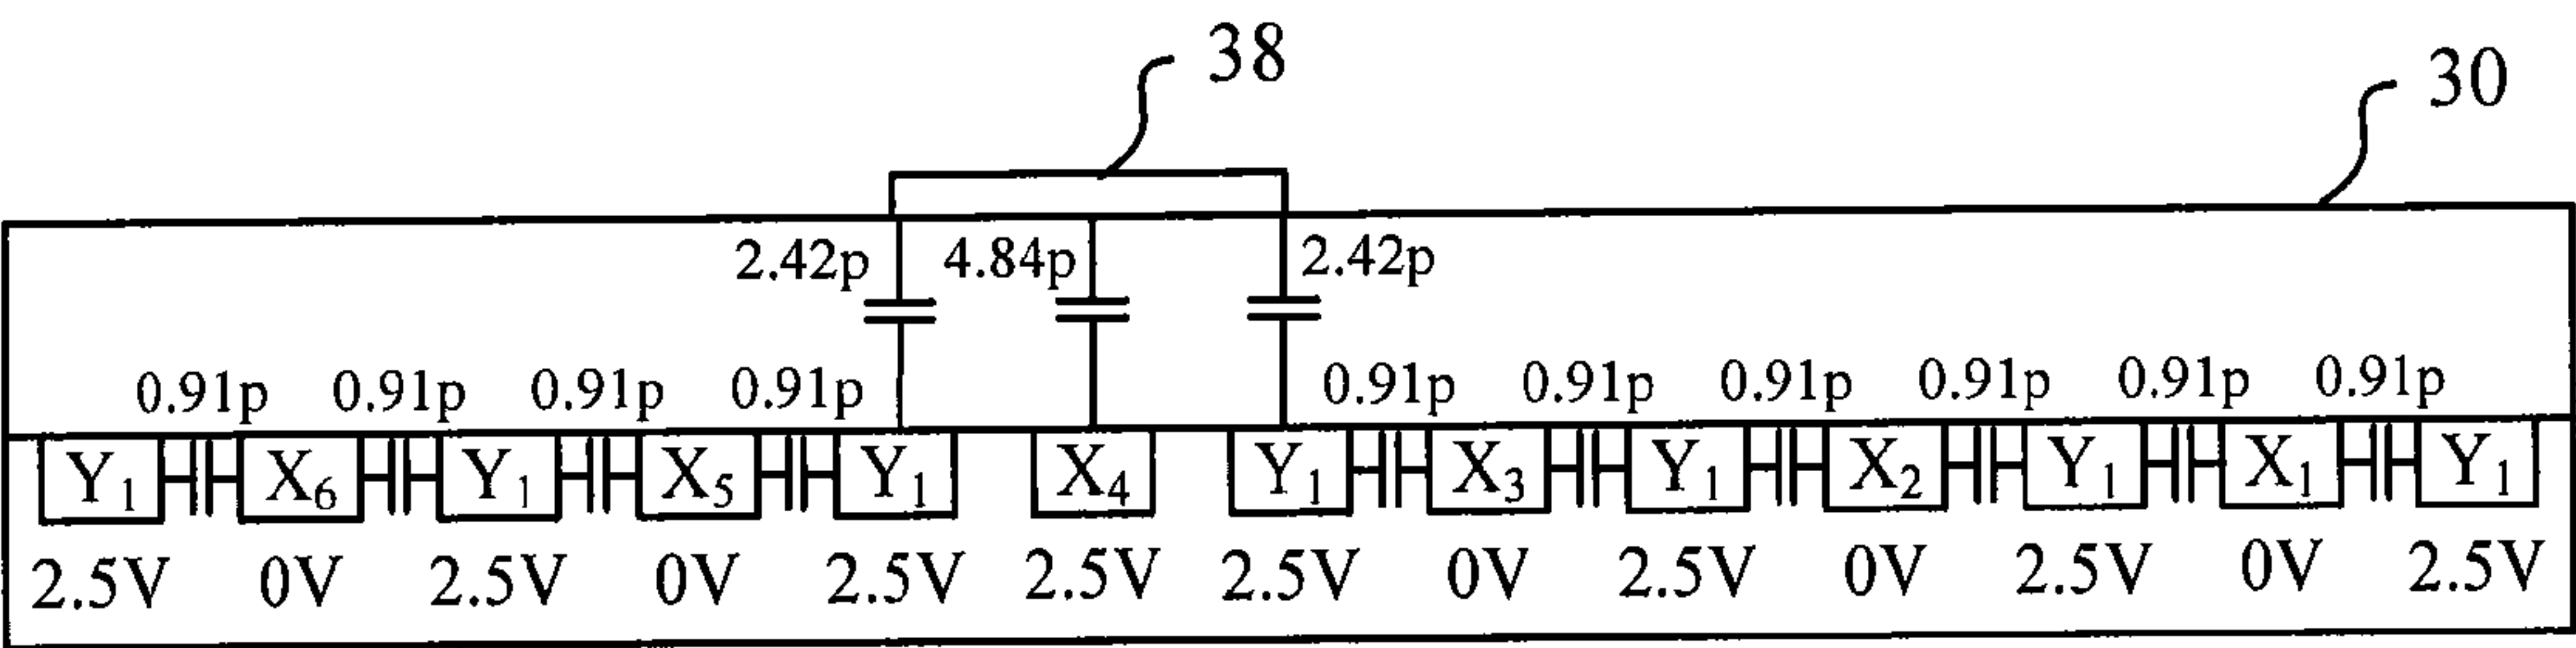 38
30
2.42p 4.84p 2.42p
0.91p 0.91p 0.91p 0.91p 0.91p 0.91p 0.91p 0.91p 0.91p 0.91p
Y₁ X₆ Y₁ X₅ Y₁ X₄ Y₁ X₃ Y₁ X₂ Y₁ X₁ Y₁
2.5V 0V 2.5V 0V 2.5V 2.5V 2.5V 0V 2.5V 0V 2.5V 0V 2.5V